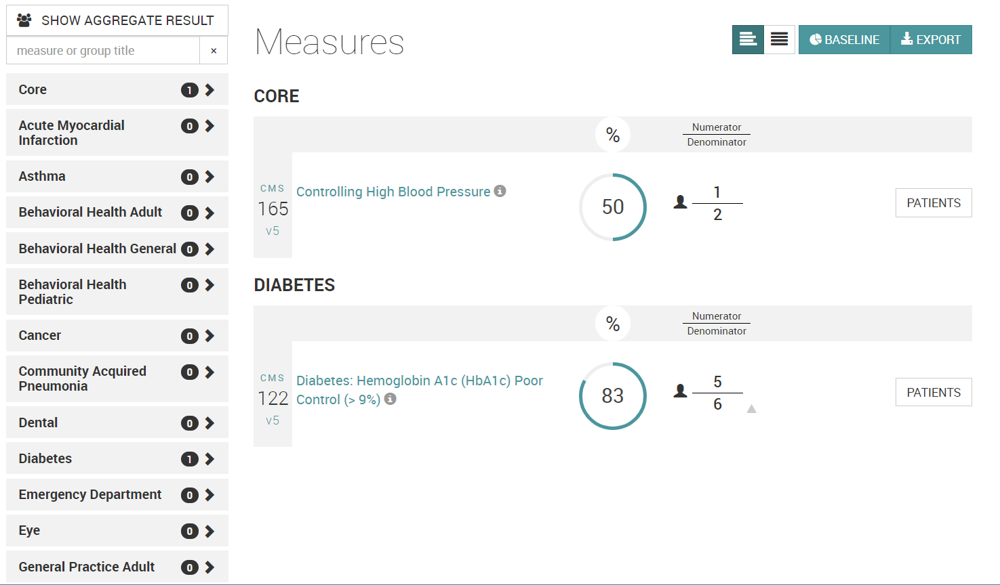 SHOW AGGREGATE RESULT
measure or group title ×
Core 1
Acute Myocardial
Infarction 0
Asthma 0
Behavioral Health Adult 0
Behavioral Health General 0
Behavioral Health
Pediatric 0
Cancer 0
Community Acquired
Pneumonia 0
Dental 0
Diabetes 1
Emergency Department 0
Eye 0
General Practice Adult 0
Measures
BASELINE EXPORT
CORE
% Numerator
Denominator
CMS
165
v5
Controlling High Blood Pressure i
50
1
2
PATIENTS
DIABETES
% Numerator
Denominator
CMS
122
v5
Diabetes: Hemoglobin A1c (HbA1c) Poor
Control (> 9%) i
83
5
6
PATIENTS